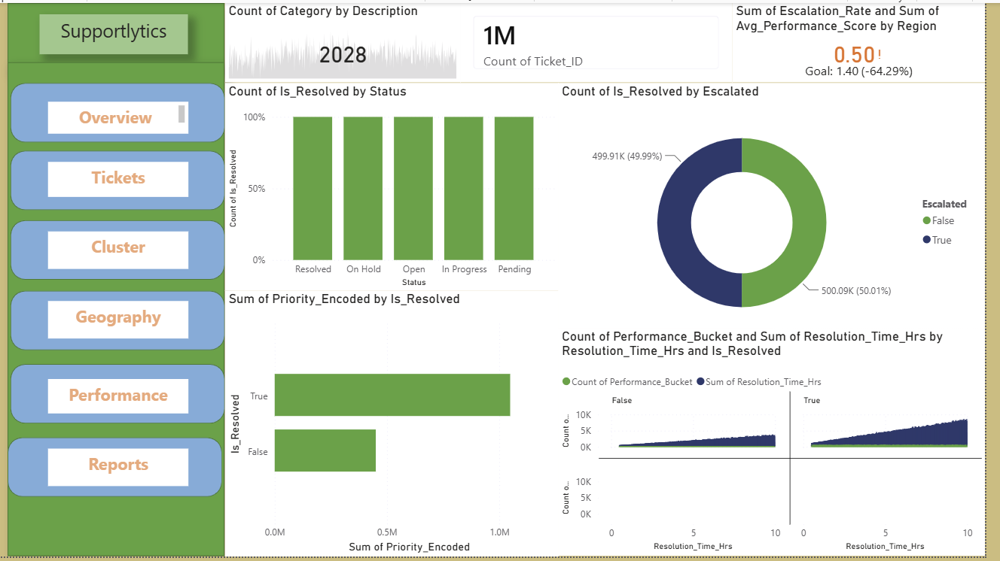 Supportlytics
Overview
Tickets
Cluster
Geography
Performance
Reports
Count of Category by Description
2028
1M
Count of Ticket_ID
Sum of Escalation_Rate and Sum of
Avg_Performance_Score by Region
0.50!
Goal: 1.40 (-64.29%)
Count of Is_Resolved by Status
Count of Is_Resolved
100%
50%
0%
Resolved On Hold Open In Progress Pending
Status
Count of Is_Resolved by Escalated
499.91K (49.99%)
500.09K (50.01%)
Escalated
False
True
Sum of Priority_Encoded by Is_Resolved
Is_Resolved
True
False
0.0M 0.5M 1.0M
Sum of Priority_Encoded
Count of Performance_Bucket and Sum of Resolution_Time_Hrs by
Resolution_Time_Hrs and Is_Resolved
Count of Performance_Bucket Sum of Resolution_Time_Hrs
False True
Count o...
10K
5K
0K
Count o...
10K
5K
0K
0 5 10 0 5 10
Resolution_Time_Hrs Resolution_Time_Hrs